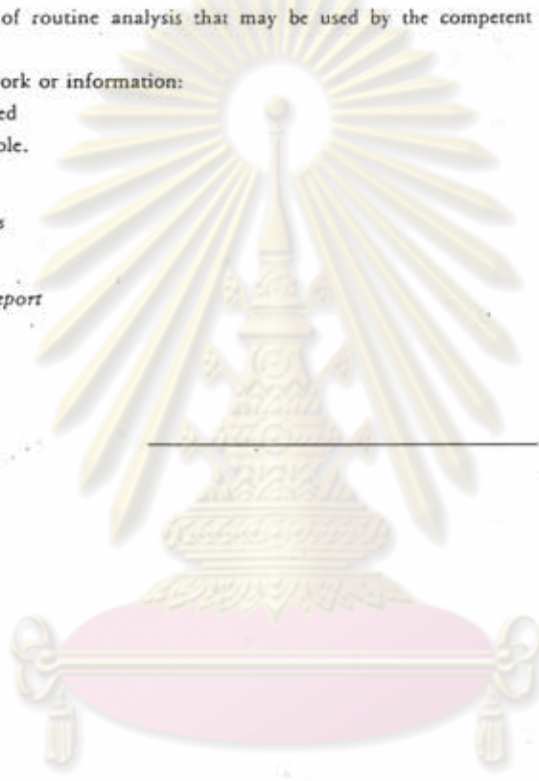 of routine analysis that may be used by the competent
ork or information:
ed
ole.
s
eport